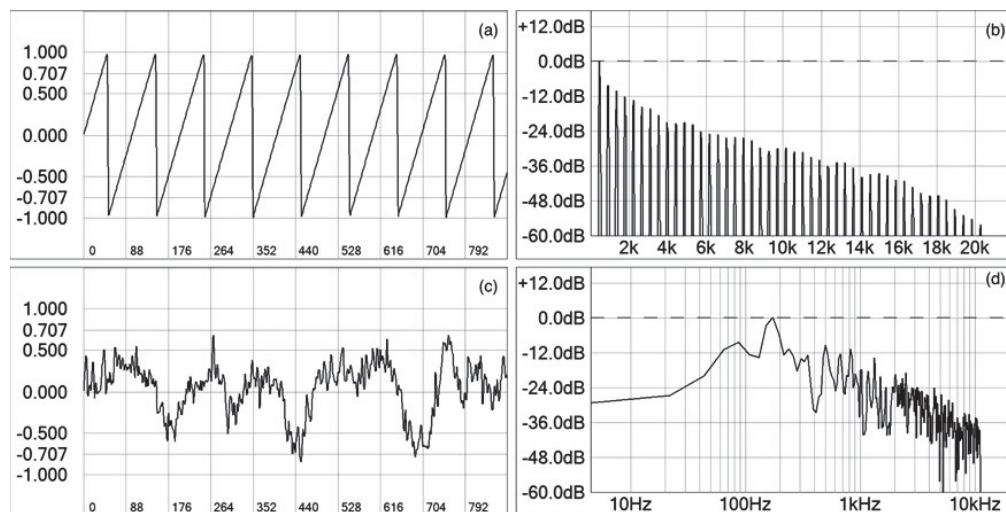 (a)
1.000
0.707
0.500
0.000
-0.500
-0.707
-1.000
0 88 176 264 352 440 528 616 704 792
(b)
+12.0dB
0.0dB
-12.0dB
-24.0dB
-36.0dB
-48.0dB
-60.0dB
2k 4k 6k 8k 10k 12k 14k 16k 18k 20k
(c)
1.000
0.707
0.500
0.000
-0.500
-0.707
-1.000
0 88 176 264 352 440 528 616 704 792
(d)
+12.0dB
0.0dB
-12.0dB
-24.0dB
-36.0dB
-48.0dB
-60.0dB
10Hz 100Hz 1kHz 10kHz